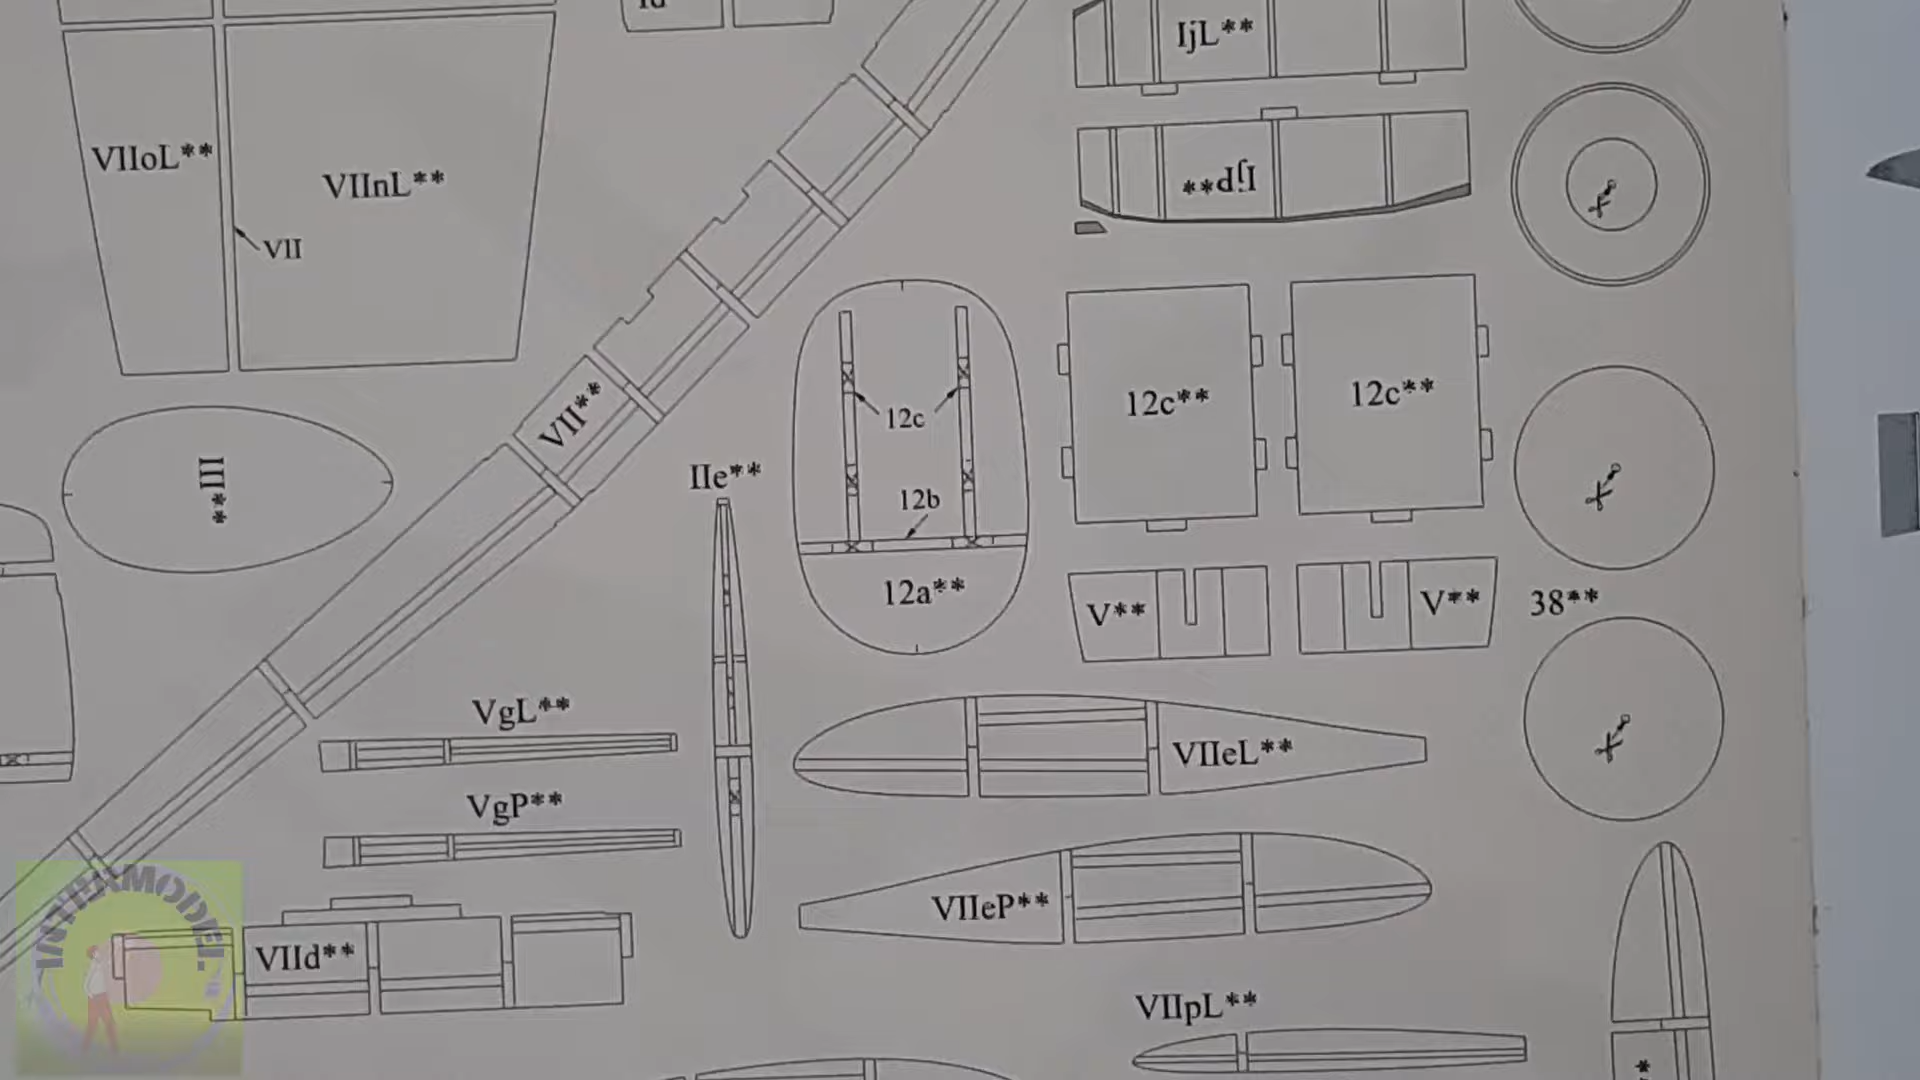 IjL**
VIIoL**
VIInL**
IjP**
VII
VII**
12c**
12c**
12c
III**
IIe**
12b
12a**
V**
V**
38**
VgL**
VIIeL**
VgP**
VIIeP**
VIId**
VIIpL**
INTERMODEL